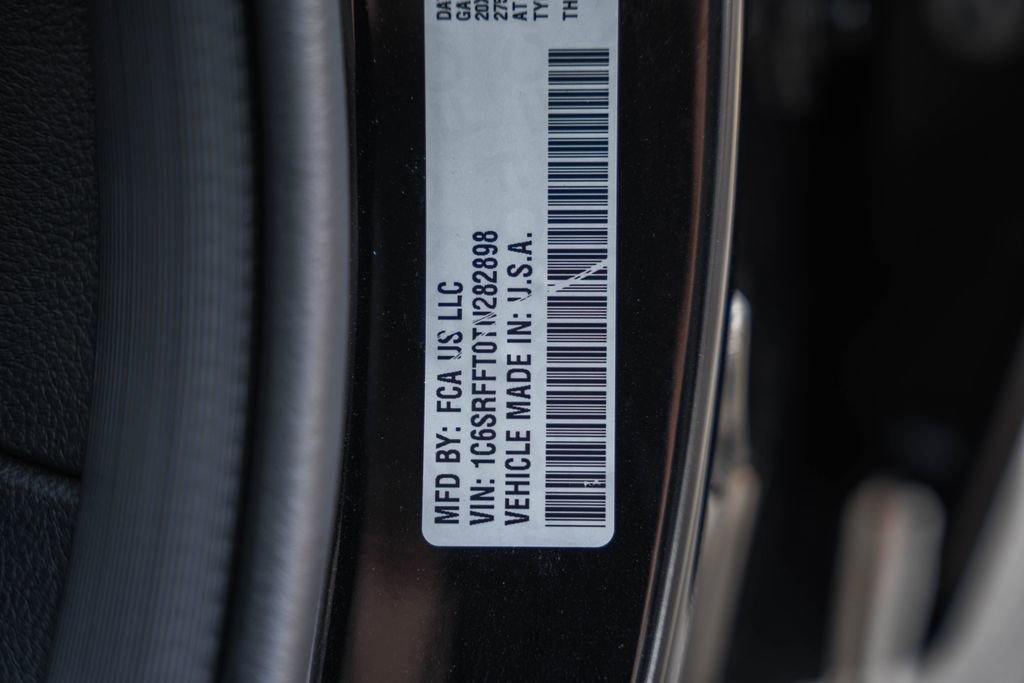 MFD BY: FCA US LLC
VIN: 1C6SRFFT0TN282898
VEHICLE MADE IN: U.S.A.